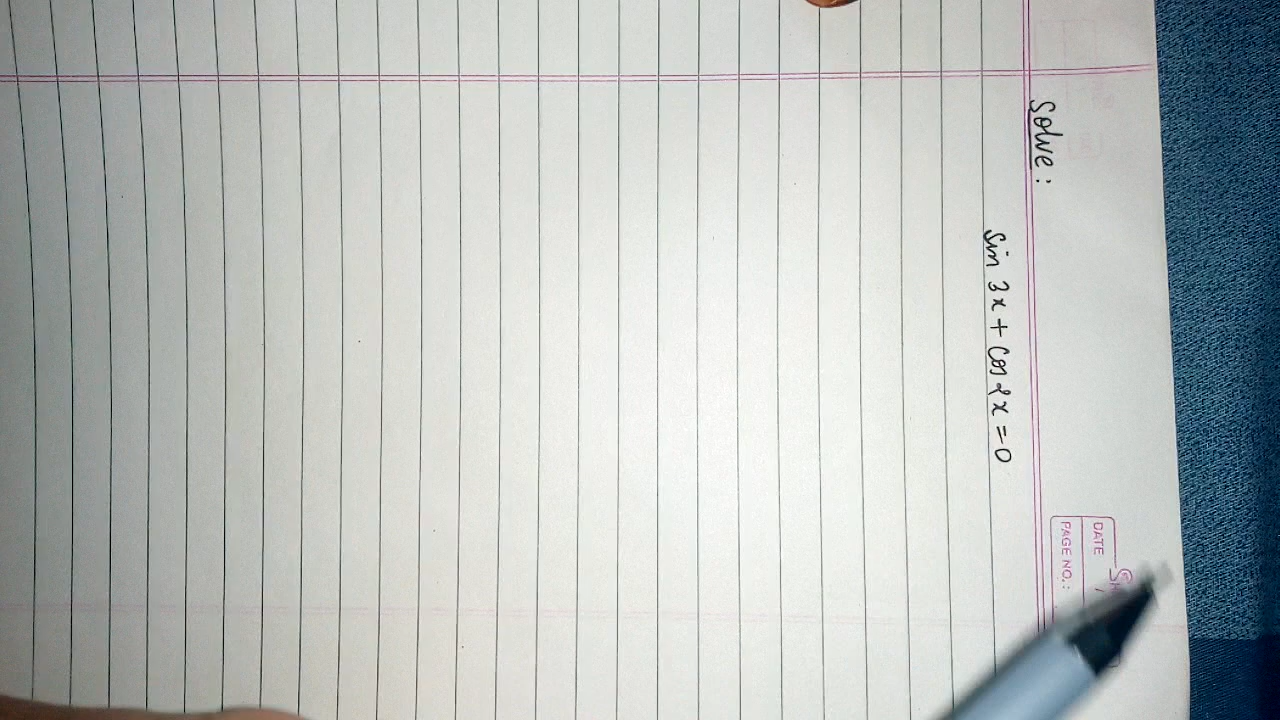 Solve:
sin 3x + cos 2x = 0
DATE
PAGE NO.: